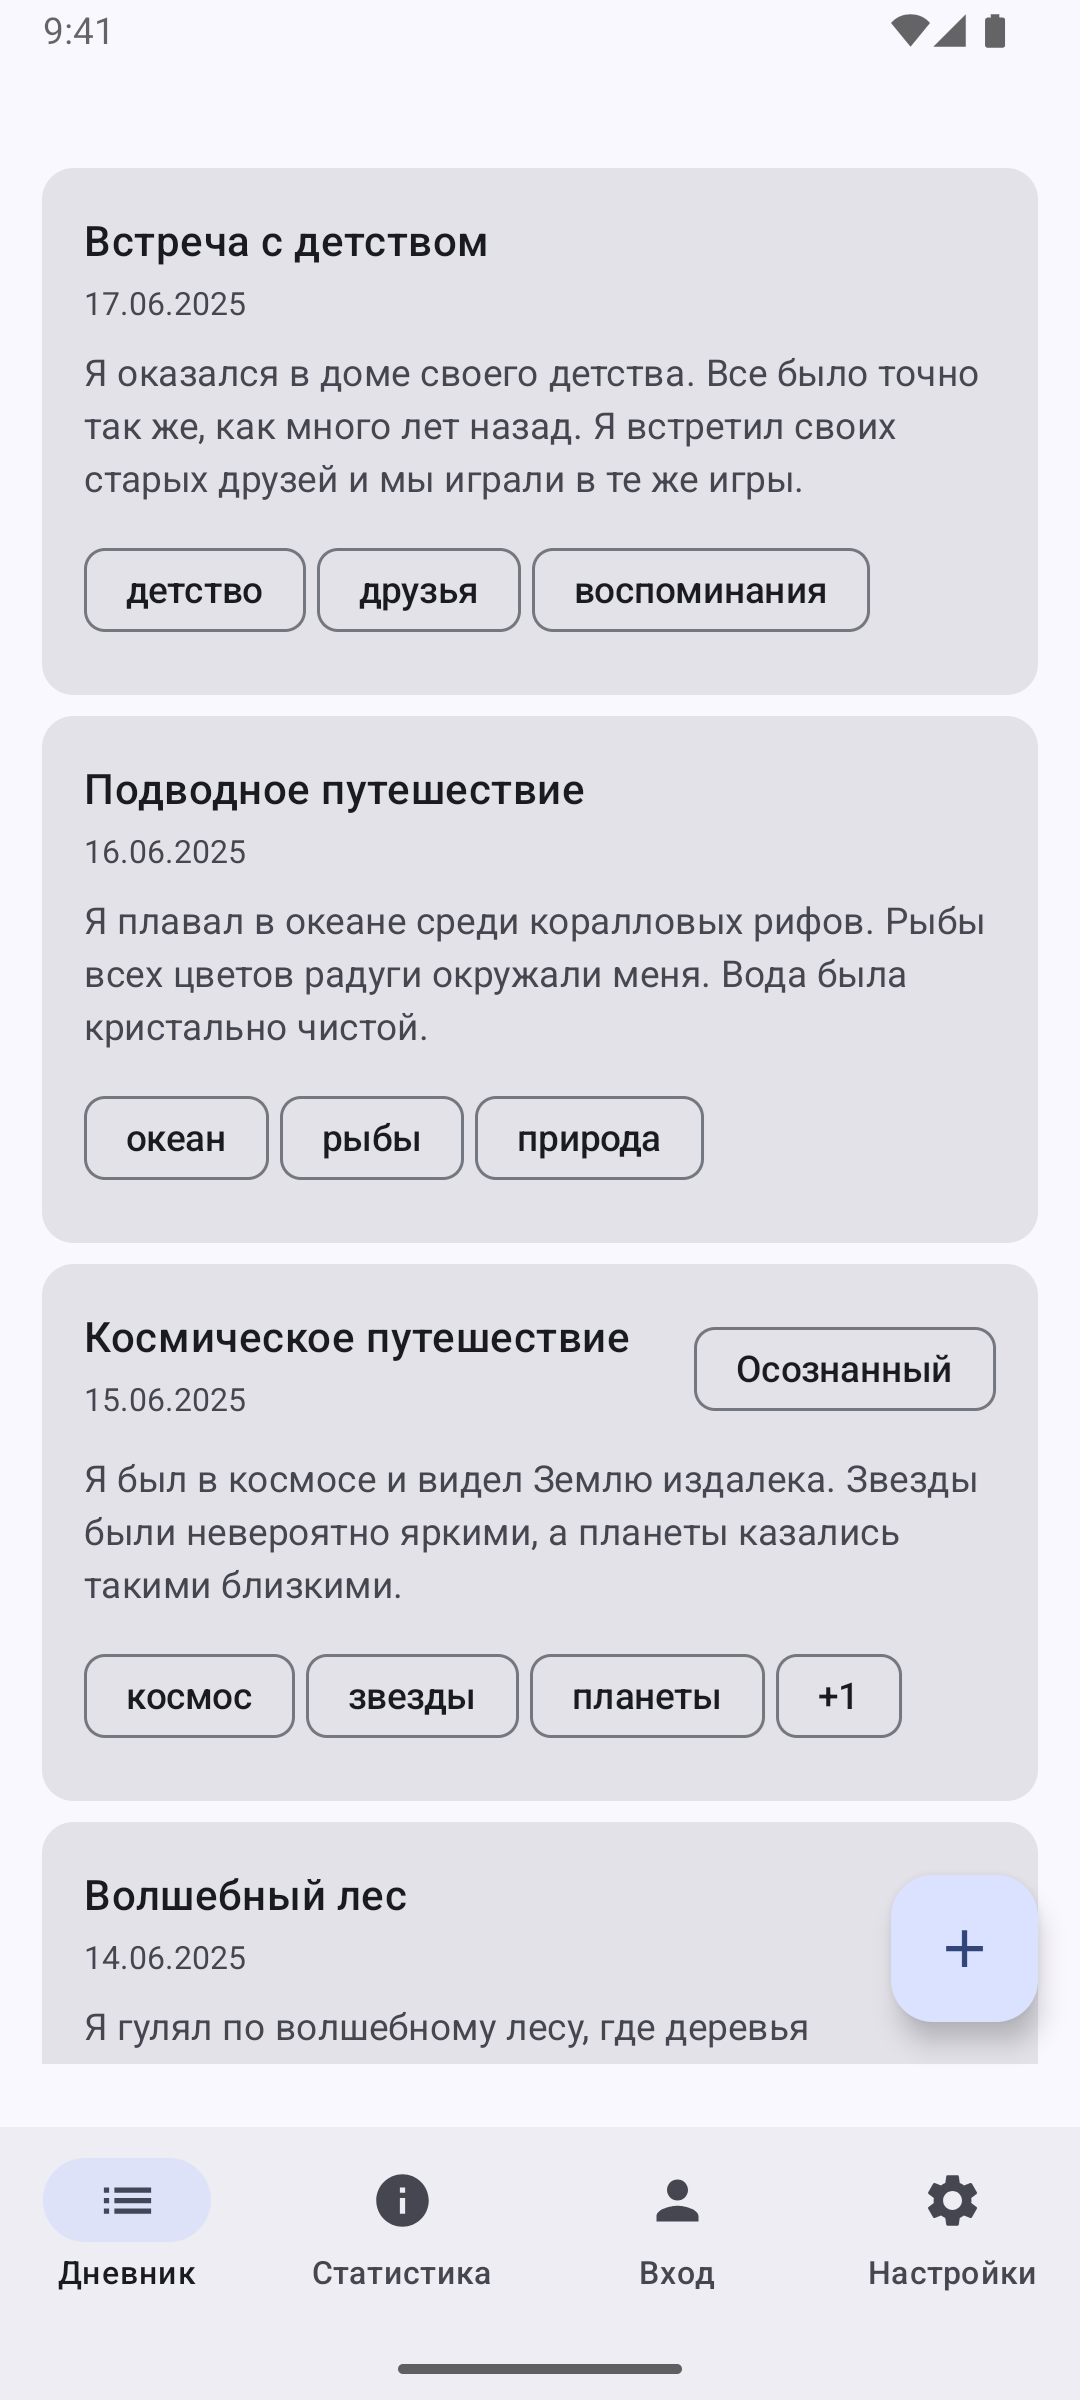 9:41
Встреча с детством
17.06.2025
Я оказался в доме своего детства. Все было точно
так же, как много лет назад. Я встретил своих
старых друзей и мы играли в те же игры.
детство друзья воспоминания
Подводное путешествие
16.06.2025
Я плавал в океане среди коралловых рифов. Рыбы
всех цветов радуги окружали меня. Вода была
кристально чистой.
океан рыбы природа
Космическое путешествие
Осознанный
15.06.2025
Я был в космосе и видел Землю издалека. Звезды
были невероятно яркими, а планеты казались
такими близкими.
космос звезды планеты +1
Волшебный лес
14.06.2025
Я гулял по волшебному лесу, где деревья
Дневник Статистика Вход Настройки